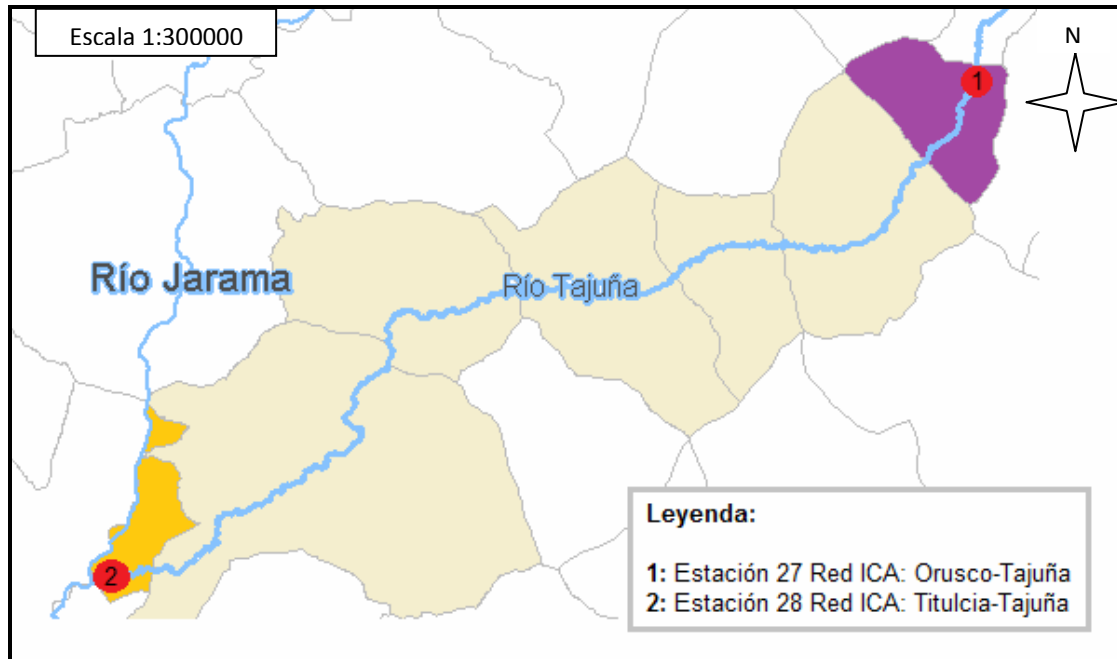 Escala 1:300000
N
1
Río Jarama
Río Tajuña
2
Leyenda:
1: Estación 27 Red ICA: Orusco-Tajuña
2: Estación 28 Red ICA: Titulcia-Tajuña